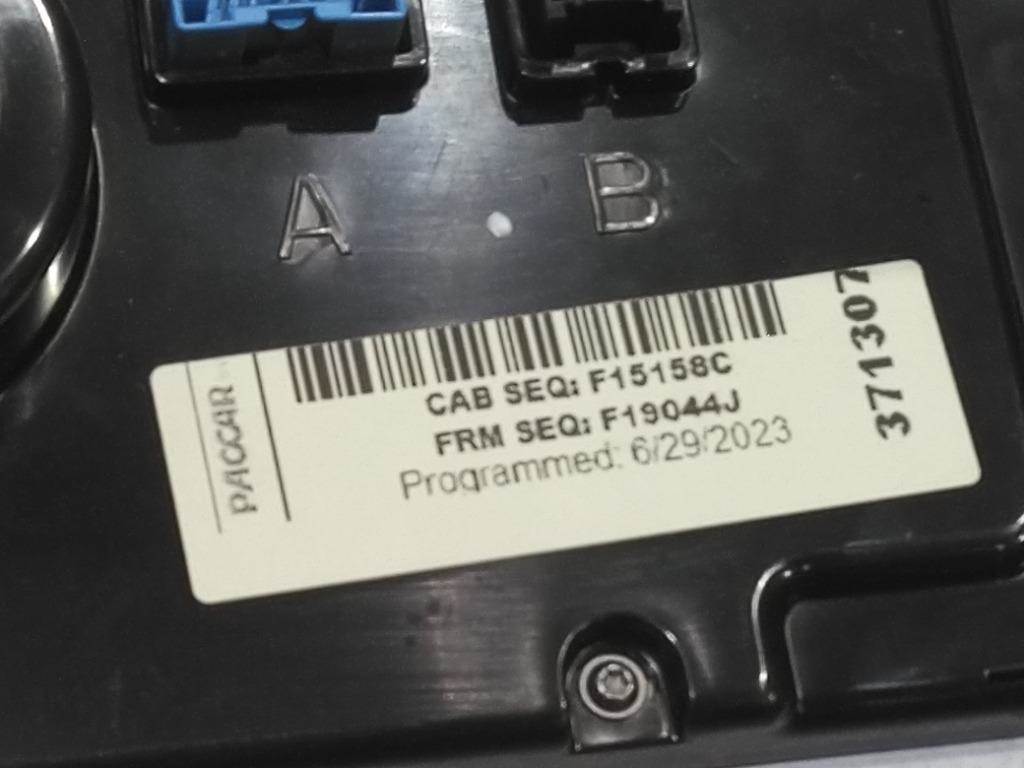 A B
PACCAR
CAB SEQ: F15158C
FRM SEQ: F19044J
Programmed: 6/29/2023
371307